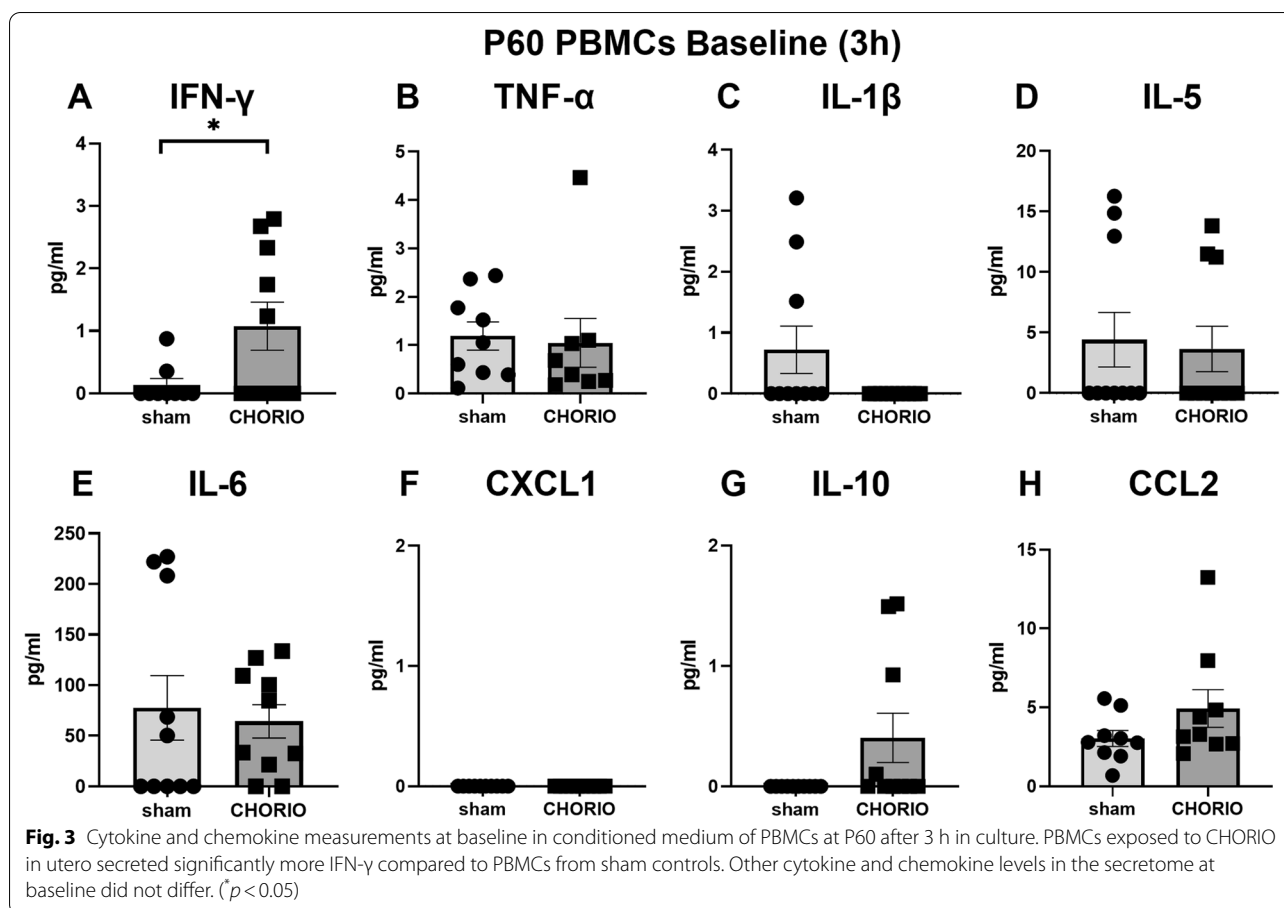 P60 PBMCs Baseline (3h)
A IFN-γ
*
4
3
2
1
0
pg/ml
sham CHORIO
B TNF-α
5
4
3
2
1
0
pg/ml
sham CHORIO
C IL-1β
4
3
2
1
0
pg/ml
sham CHORIO
D IL-5
20
15
10
5
0
pg/ml
sham CHORIO
E IL-6
250
200
150
100
50
0
pg/ml
sham CHORIO
F CXCL1
2
1
0
pg/ml
sham CHORIO
G IL-10
2
1
0
pg/ml
sham CHORIO
H CCL2
15
10
5
0
pg/ml
sham CHORIO
Fig. 3 Cytokine and chemokine measurements at baseline in conditioned medium of PBMCs at P60 after 3 h in culture. PBMCs exposed to CHORIO
in utero secreted significantly more IFN-γ compared to PBMCs from sham controls. Other cytokine and chemokine levels in the secretome at
baseline did not differ. (*p < 0.05)